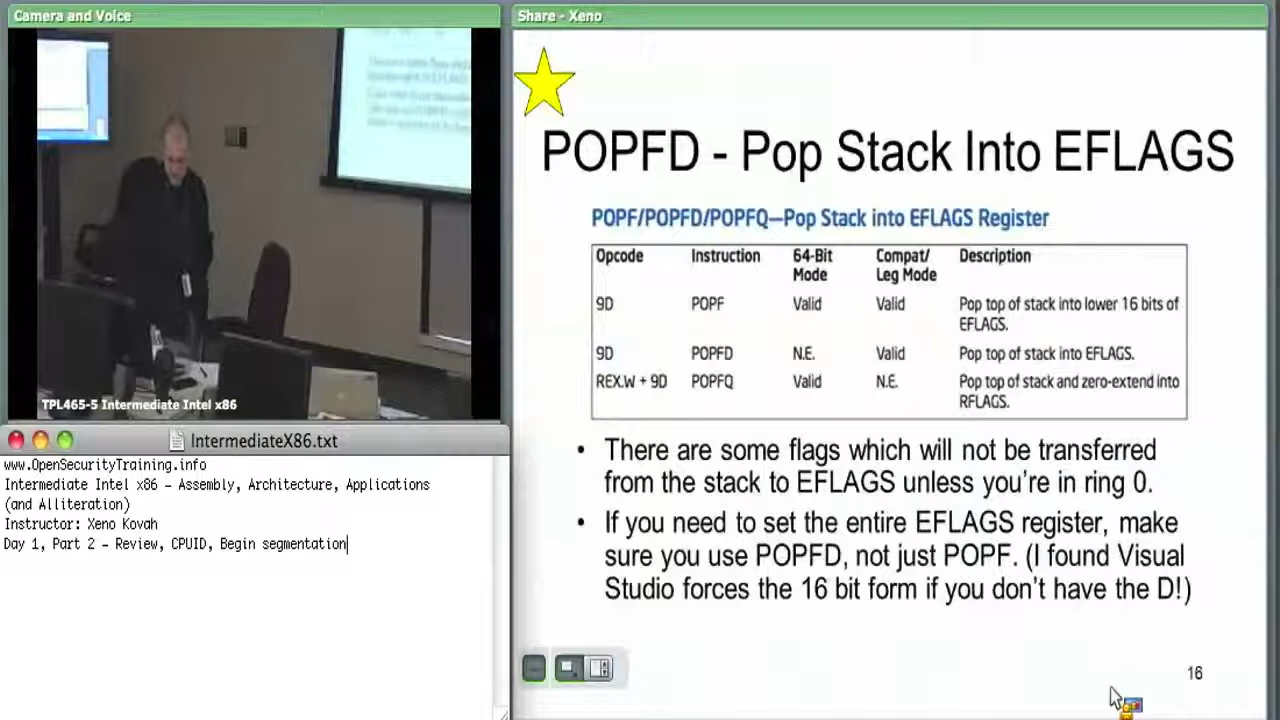 Camera and Voice
TPL465-5 Intermediate Intel x86
IntermediateX86.txt
www.OpenSecurityTraining.info
Intermediate Intel x86 – Assembly, Architecture, Applications
(and Alliteration)
Instructor: Xeno Kovah
Day 1, Part 2 – Review, CPUID, Begin segmentation
Share - Xeno
POPFD - Pop Stack Into EFLAGS
POPF/POPFD/POPFQ—Pop Stack into EFLAGS Register
Opcode Instruction 64-Bit Mode Compat/ Leg Mode Description
9D POPF Valid Valid Pop top of stack into lower 16 bits of
EFLAGS.
9D POPFD N.E. Valid Pop top of stack into EFLAGS.
REX.W + 9D POPFQ Valid N.E. Pop top of stack and zero-extend into
RFLAGS.
• There are some flags which will not be transferred
from the stack to EFLAGS unless you're in ring 0.
• If you need to set the entire EFLAGS register, make
sure you use POPFD, not just POPF. (I found Visual
Studio forces the 16 bit form if you don't have the D!)
16